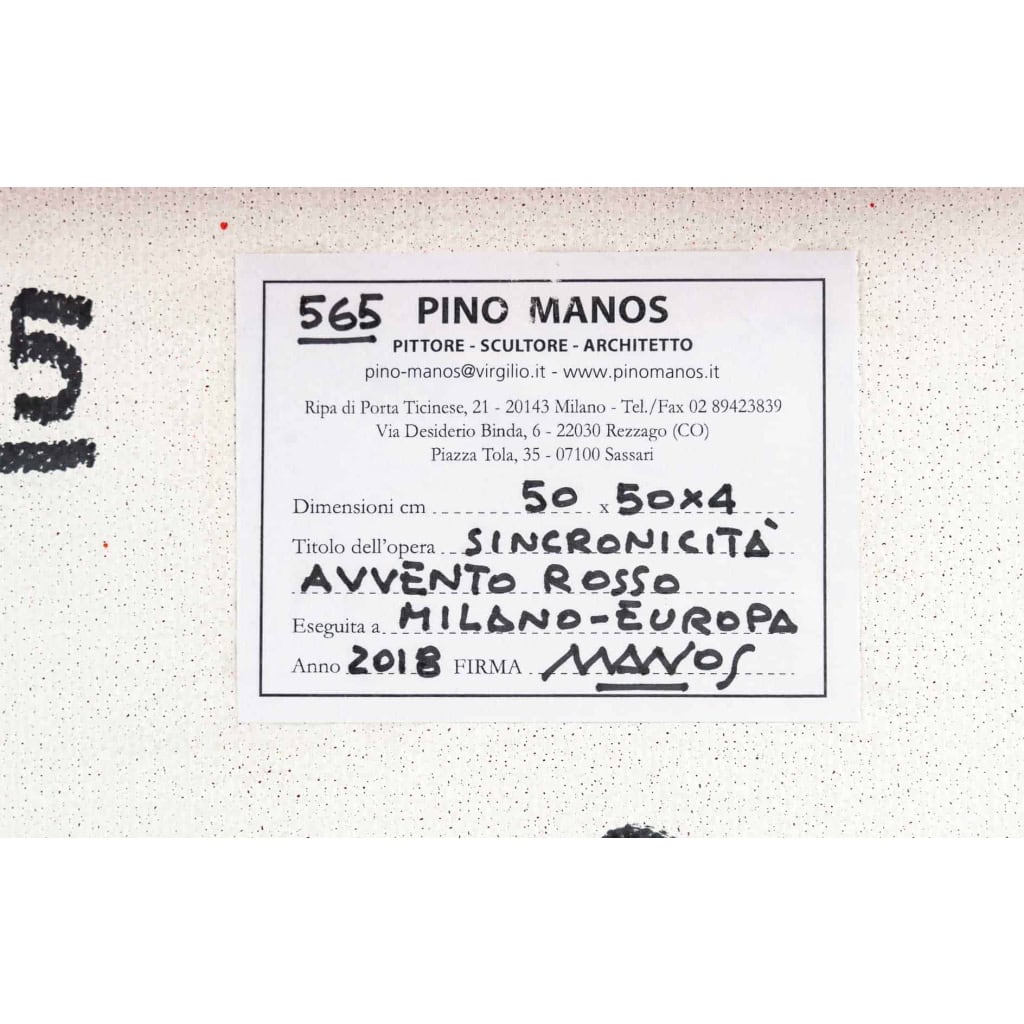 5
565 PINO MANOS
PITTORE - SCULTORE - ARCHITETTO
pino-manos@virgilio.it - www.pinomanos.it
Ripa di Porta Ticinese, 21 - 20143 Milano - Tel./Fax 02 89423839
Via Desiderio Binda, 6 - 22030 Rezzago (CO)
Piazza Tola, 35 - 07100 Sassari
Dimensioni cm 50 x 50x4
Titolo dell'opera SINCRONICITÀ
AVVENTO ROSSO
Eseguita a MILANO-EUROPA
Anno 2018 FIRMA MANOS